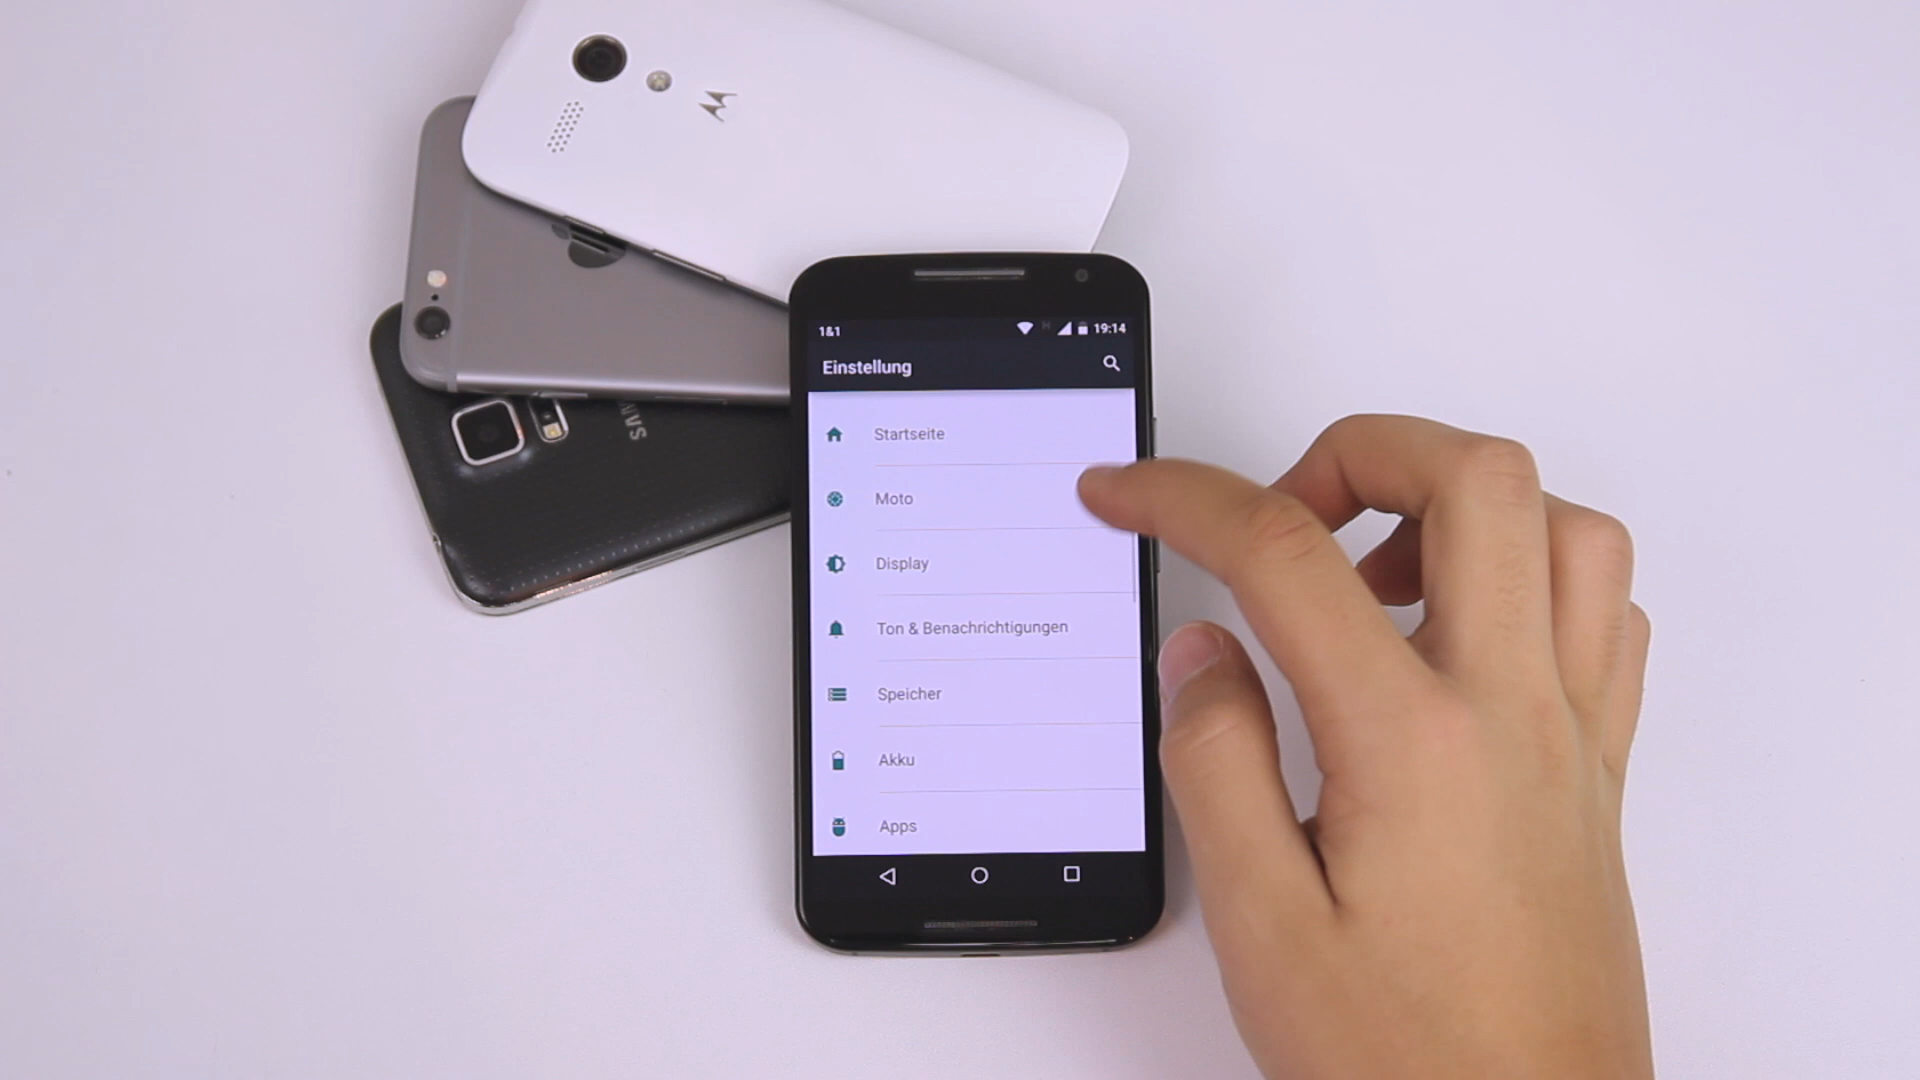 1&1
19:14
Einstellung
Startseite
Moto
Display
Ton & Benachrichtigungen
Speicher
Akku
Apps